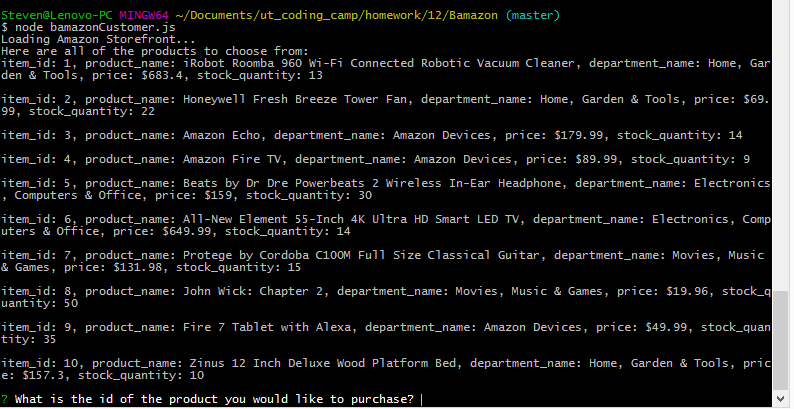 Steven@Lenovo-PC MINGW64 ~/Documents/ut_coding_camp/homework/12/Bamazon (master)
$ node bamazonCustomer.js
Loading Amazon Storefront...
Here are all of the products to choose from:
item_id: 1, product_name: iRobot Roomba 960 Wi-Fi Connected Robotic Vacuum Cleaner, department_name: Home, Gar
den & Tools, price: $683.4, stock_quantity: 13
item_id: 2, product_name: Honeywell Fresh Breeze Tower Fan, department_name: Home, Garden & Tools, price: $69.
99, stock_quantity: 22
item_id: 3, product_name: Amazon Echo, department_name: Amazon Devices, price: $179.99, stock_quantity: 14
item_id: 4, product_name: Amazon Fire TV, department_name: Amazon Devices, price: $89.99, stock_quantity: 9
item_id: 5, product_name: Beats by Dr Dre Powerbeats 2 Wireless In-Ear Headphone, department_name: Electronics
, Computers & Office, price: $159, stock_quantity: 30
item_id: 6, product_name: All-New Element 55-Inch 4K Ultra HD Smart LED TV, department_name: Electronics, Comp
uters & Office, price: $649.99, stock_quantity: 14
item_id: 7, product_name: Protege by Cordoba C100M Full Size Classical Guitar, department_name: Movies, Music
& Games, price: $131.98, stock_quantity: 15
item_id: 8, product_name: John Wick: Chapter 2, department_name: Movies, Music & Games, price: $19.96, stock_q
uantity: 50
item_id: 9, product_name: Fire 7 Tablet with Alexa, department_name: Amazon Devices, price: $49.99, stock_quan
tity: 35
item_id: 10, product_name: Zinus 12 Inch Deluxe Wood Platform Bed, department_name: Home, Garden & Tools, pric
e: $157.3, stock_quantity: 10
? What is the id of the product you would like to purchase?